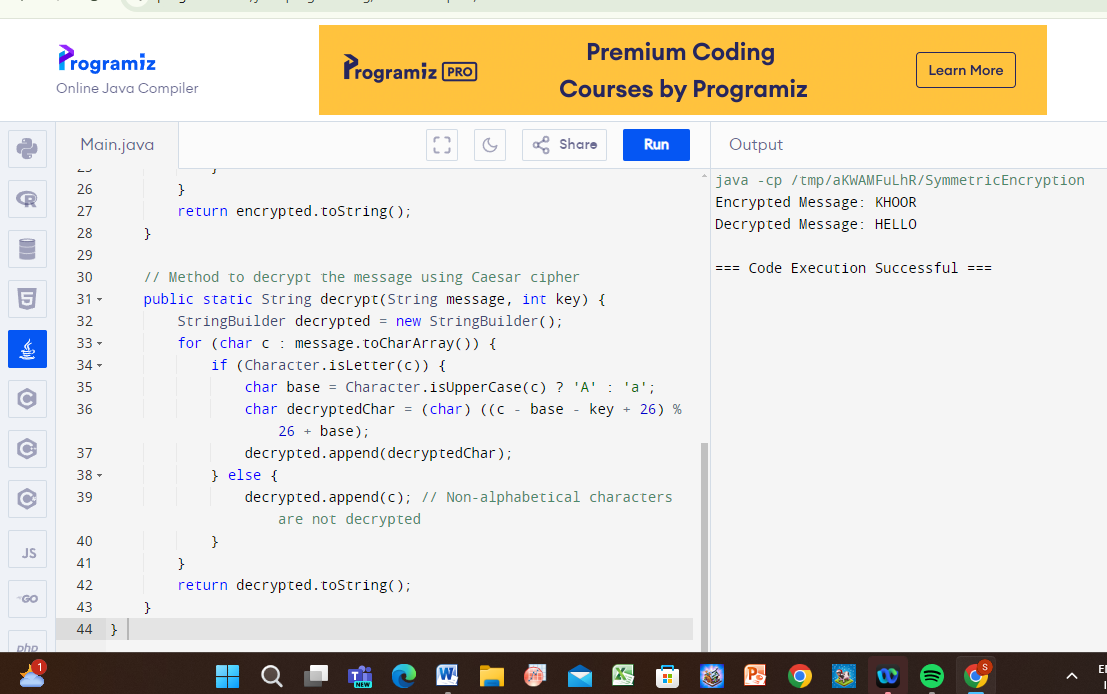 Programiz
Online Java Compiler
Programiz PRO
Premium Coding
Courses by Programiz
Learn More
Main.java
Share
Run
Output
26 }
27 return encrypted.toString();
28 }
29
30 // Method to decrypt the message using Caesar cipher
31 public static String decrypt(String message, int key) {
32 StringBuilder decrypted = new StringBuilder();
33 for (char c : message.toCharArray()) {
34 if (Character.isLetter(c)) {
35 char base = Character.isUpperCase(c) ? 'A' : 'a';
36 char decryptedChar = (char) ((c - base - key + 26) %
26 + base);
37 decrypted.append(decryptedChar);
38 } else {
39 decrypted.append(c); // Non-alphabetical characters
are not decrypted
40 }
41 }
42 return decrypted.toString();
43 }
44 }
java -cp /tmp/aKWAMFuLhR/SymmetricEncryption
Encrypted Message: KHOOR
Decrypted Message: HELLO
=== Code Execution Successful ===
R
5
C
C
C
JS
GO
php
1
NEW
W
P
S